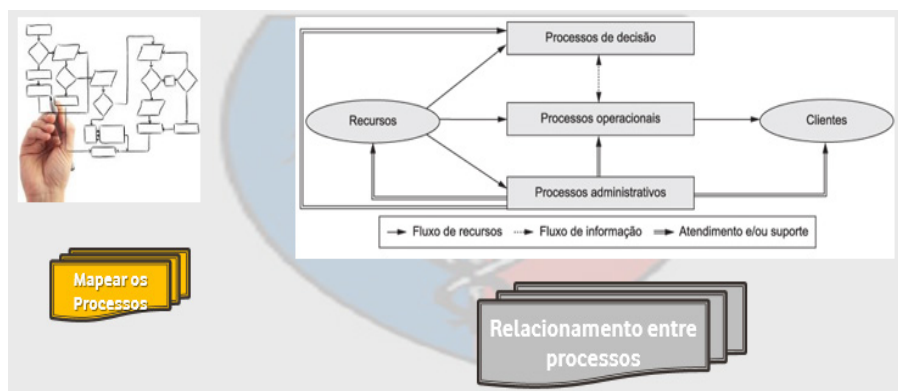 Processos de decisão
Recursos
Processos operacionais
Clientes
Processos administrativos
Fluxo de recursos
Fluxo de informação
Atendimento e/ou suporte
Mapear os
Processos
Relacionamento entre
processos